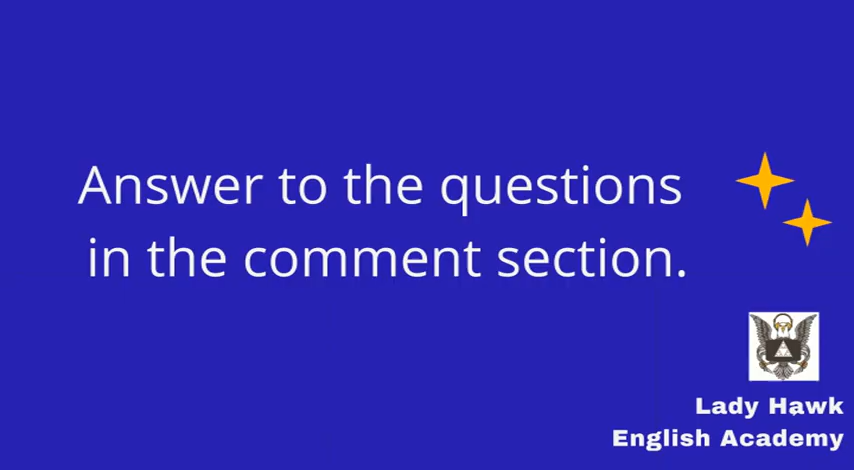 Answer to the questions
in the comment section.
Lady Hawk
English Academy